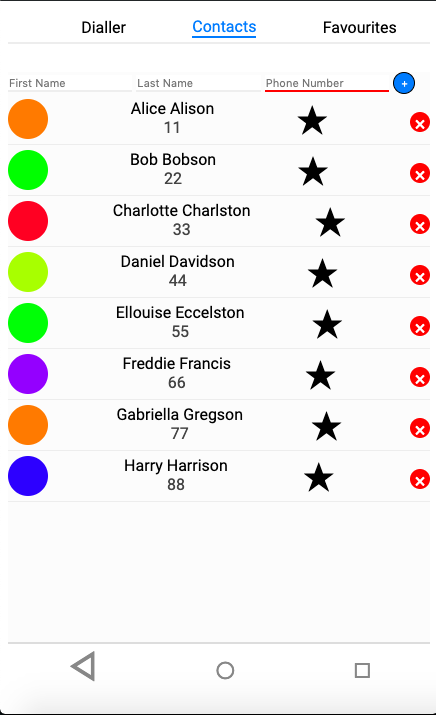 Dialler Contacts Favourites
First Name Last Name Phone Number +
Alice Alison
11
Bob Bobson
22
Charlotte Charlston
33
Daniel Davidson
44
Ellouise Eccelston
55
Freddie Francis
66
Gabriella Gregson
77
Harry Harrison
88